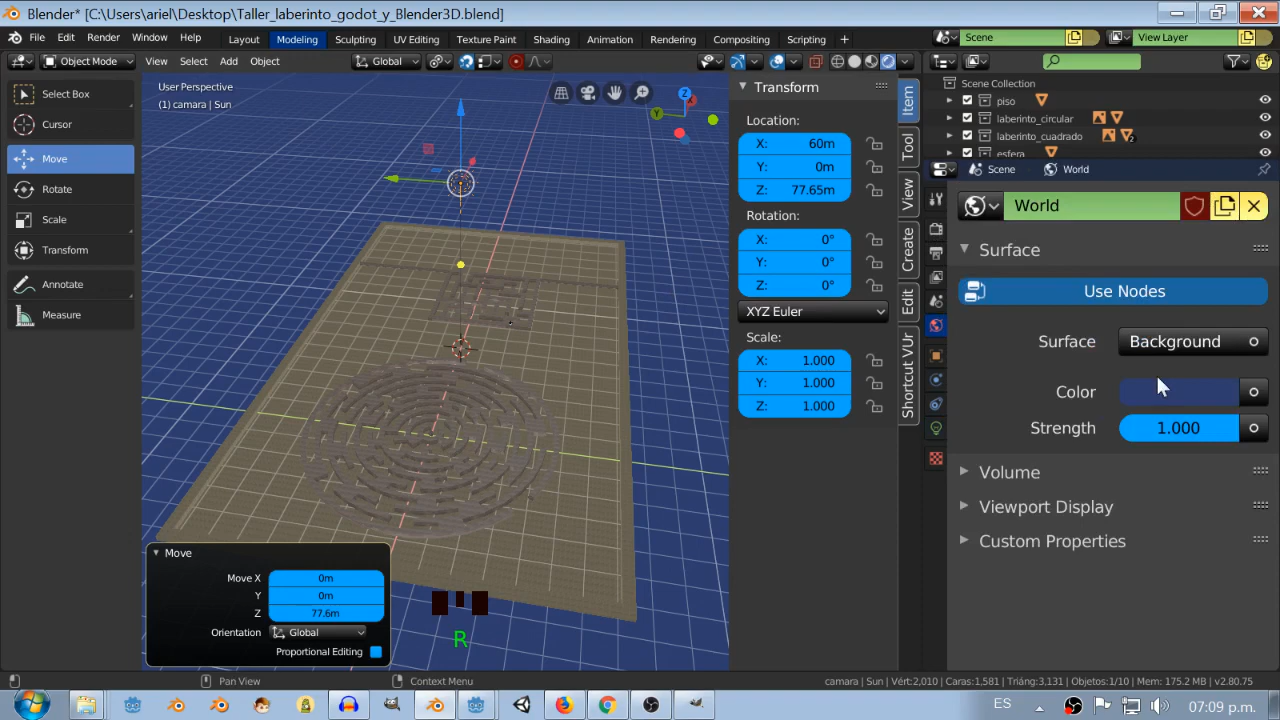 Blender* [C:\Users\ariel\Desktop\Taller_laberinto_godot_y_Blender3D.blend]
File Edit Render Window Help Layout Modeling Sculpting UV Editing Texture Paint Shading Animation Rendering Compositing Scripting + Scene View Layer
Object Mode View Select Add Object Global
Select Box
Cursor
Move
Rotate
Scale
Transform
Annotate
Measure
User Perspective
(1) camara | Sun
Z
Y
Transform
Location:
X: 60m
Y: 0m
Z: 77.65m
Rotation:
X: 0°
Y: 0°
Z: 0°
XYZ Euler
Scale:
X: 1.000
Y: 1.000
Z: 1.000
Item
Tool
View
Create
Edit
Shortcut VUr
Scene Collection
piso
laberinto_circular
laberinto_cuadrado
2
esfera
Scene World
World
Surface
Use Nodes
Surface Background
Color
Strength 1.000
Volume
Viewport Display
Custom Properties
Move
Move X 0m
Y 0m
Z 77.6m
Orientation Global
Proportional Editing
R
Pan View
Context Menu
camara | Sun | Vért:2,010 | Caras:1,581 | Triáng:3,131 | Objetos:1/10 | Mem: 175.2 MB | v2.80.75
ES
07:09 p.m.